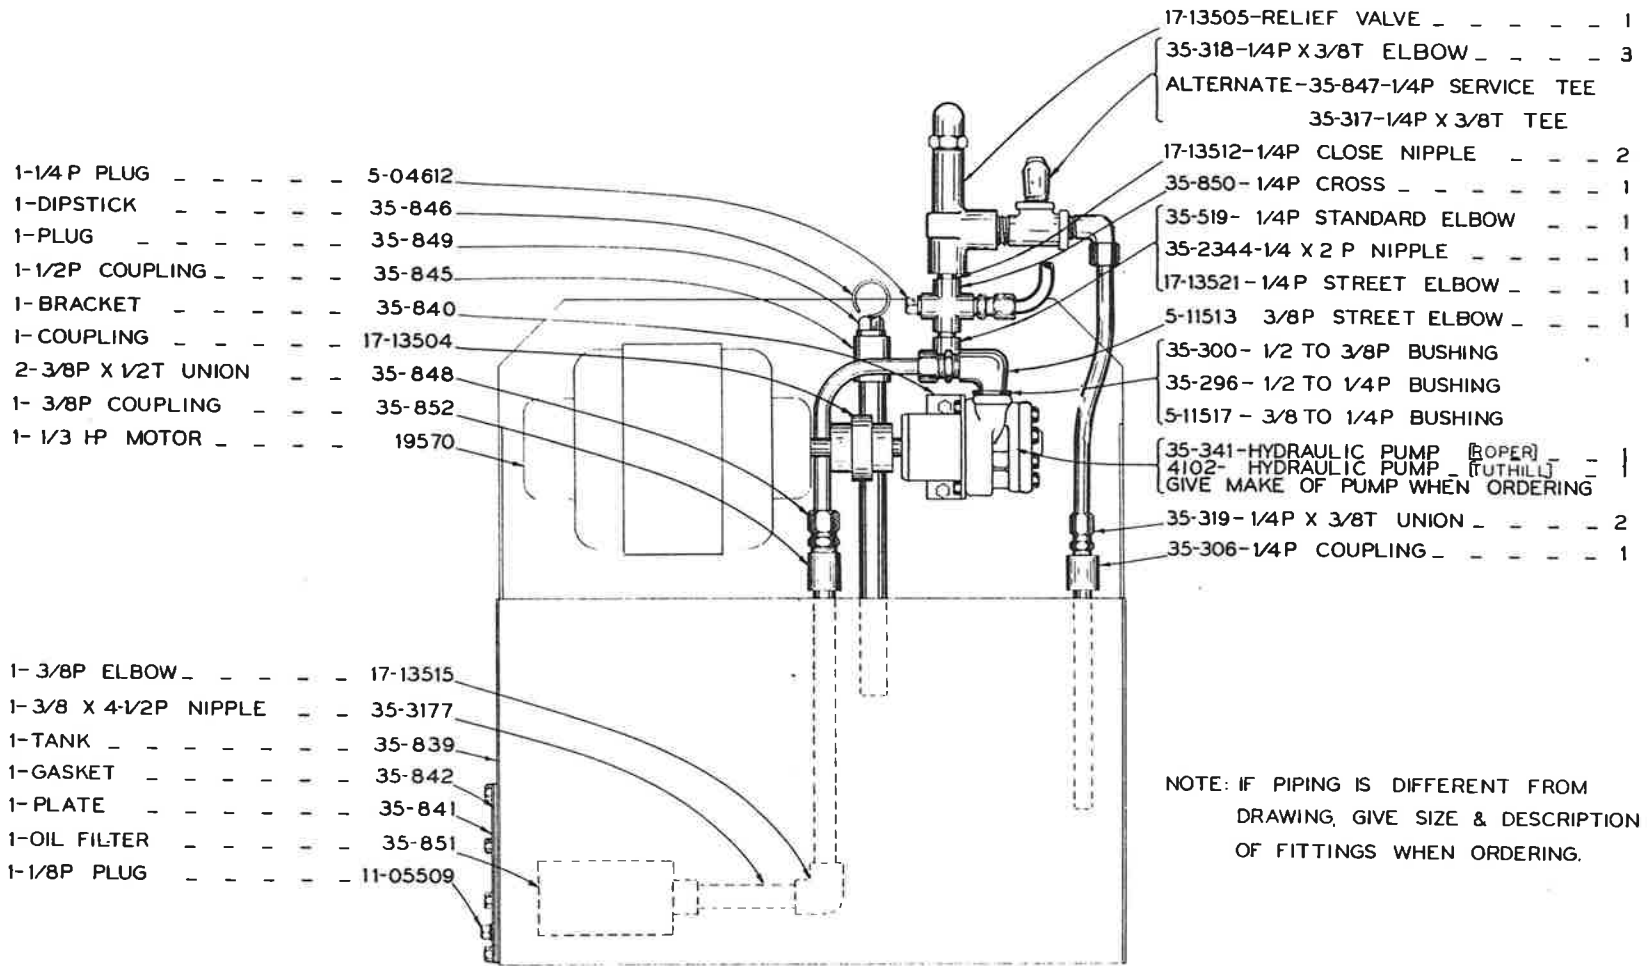 17-13505-RELIEF VALVE _ _ _ _ _ 1
35-318-1/4P X 3/8T ELBOW _ _ _ _ 3
ALTERNATE-35-847-1/4P SERVICE TEE
35-317-1/4P X 3/8T TEE
17-13512-1/4P CLOSE NIPPLE _ _ _ 2
35-850-1/4P CROSS _ _ _ _ _ _ 1
35-519- 1/4P STANDARD ELBOW _ _ 1
35-2344-1/4 X 2 P NIPPLE _ _ _ _ 1
17-13521-1/4P STREET ELBOW _ _ _ 1
5-11513 3/8P STREET ELBOW _ _ _ 1
35-300- 1/2 TO 3/8P BUSHING
35-296- 1/2 TO 1/4P BUSHING
5-11517- 3/8 TO 1/4P BUSHING
35-341-HYDRAULIC PUMP [ROPER] _ _ 1
4102- HYDRAULIC PUMP _ [TUTHILL] _ 1
GIVE MAKE OF PUMP WHEN ORDERING
35-319-1/4P X 3/8T UNION _ _ _ _ 2
35-306-1/4P COUPLING _ _ _ _ _ 1
1-1/4 P PLUG _ _ _ _ _ 5-04612
1-DIPSTICK _ _ _ _ _ 35-846
1-PLUG _ _ _ _ _ _ 35-849
1-1/2P COUPLING _ _ _ _ 35-845
1-BRACKET _ _ _ _ _ 35-840
1-COUPLING _ _ _ _ _ 17-13504
2-3/8P X 1/2T UNION _ _ 35-848
1- 3/8P COUPLING _ _ _ 35-852
1- 1/3 HP MOTOR _ _ _ _ 19570
1- 3/8P ELBOW _ _ _ _ _ 17-13515
1-3/8 X 4-1/2P NIPPLE _ _ 35-3177
1-TANK _ _ _ _ _ _ _ 35-839
1-GASKET _ _ _ _ _ _ 35-842
1-PLATE _ _ _ _ _ _ 35-841
1-OIL FILTER _ _ _ _ _ 35-851
1-1/8P PLUG _ _ _ _ _ 11-05509
NOTE: IF PIPING IS DIFFERENT FROM
DRAWING, GIVE SIZE & DESCRIPTION
OF FITTINGS WHEN ORDERING.